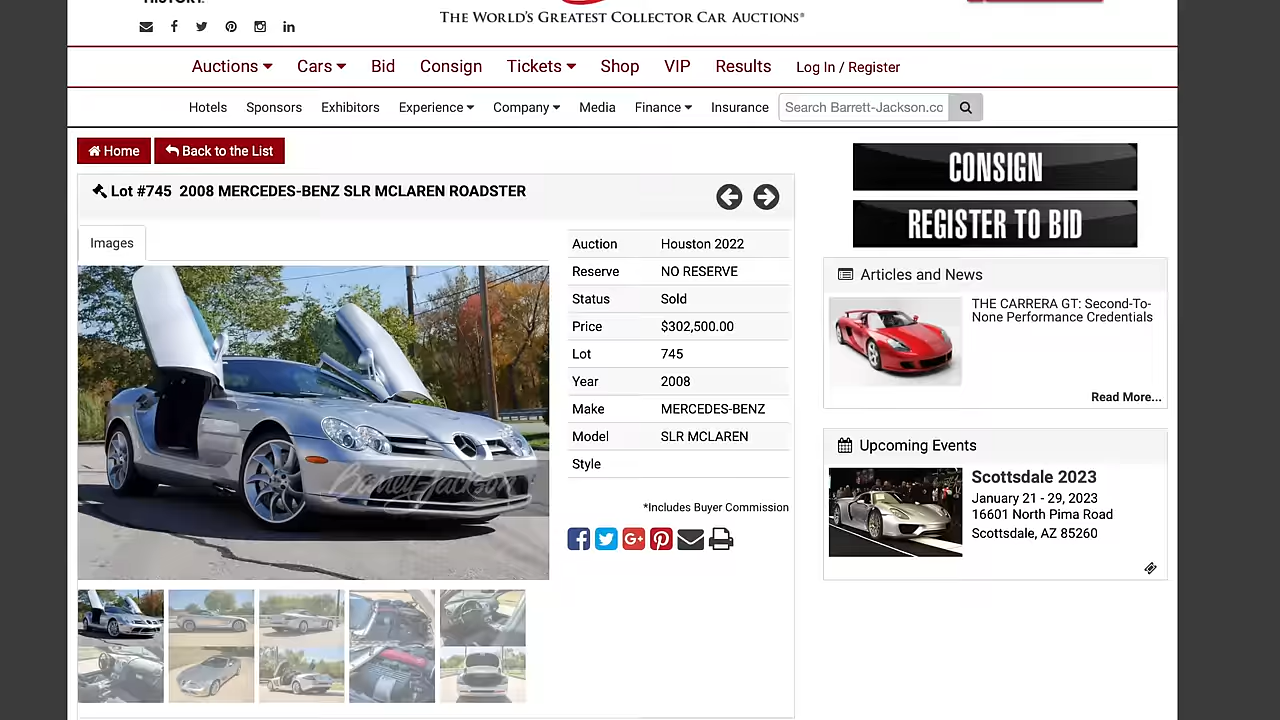 HISTORY.
THE WORLD'S GREATEST COLLECTOR CAR AUCTIONS®
Auctions Cars Bid Consign Tickets Shop VIP Results Log In / Register
Hotels Sponsors Exhibitors Experience Company Media Finance Insurance Search Barrett-Jackson.cc
Home Back to the List
Lot #745 2008 MERCEDES-BENZ SLR MCLAREN ROADSTER
Images
Auction Houston 2022
Reserve NO RESERVE
Status Sold
Price $302,500.00
Lot 745
Year 2008
Make MERCEDES-BENZ
Model SLR MCLAREN
Style
*Includes Buyer Commission
Barrett-Jackson
CONSIGN
REGISTER TO BID
Articles and News
THE CARRERA GT: Second-To-
None Performance Credentials
Read More...
Upcoming Events
Scottsdale 2023
January 21 - 29, 2023
16601 North Pima Road
Scottsdale, AZ 85260